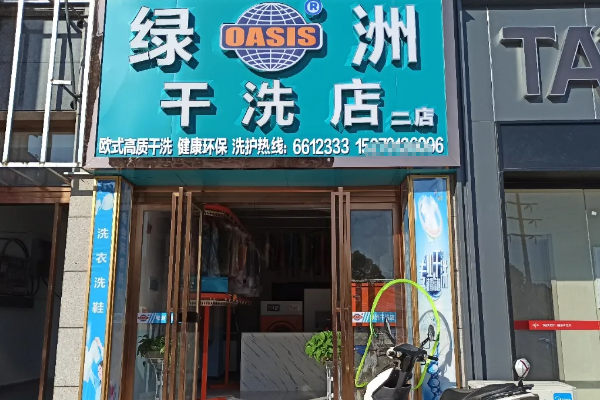 绿 OASIS ® 洲
干洗店 二店
欧式高质干洗 健康环保 洗护热线: 6612333
洗衣洗鞋
TA